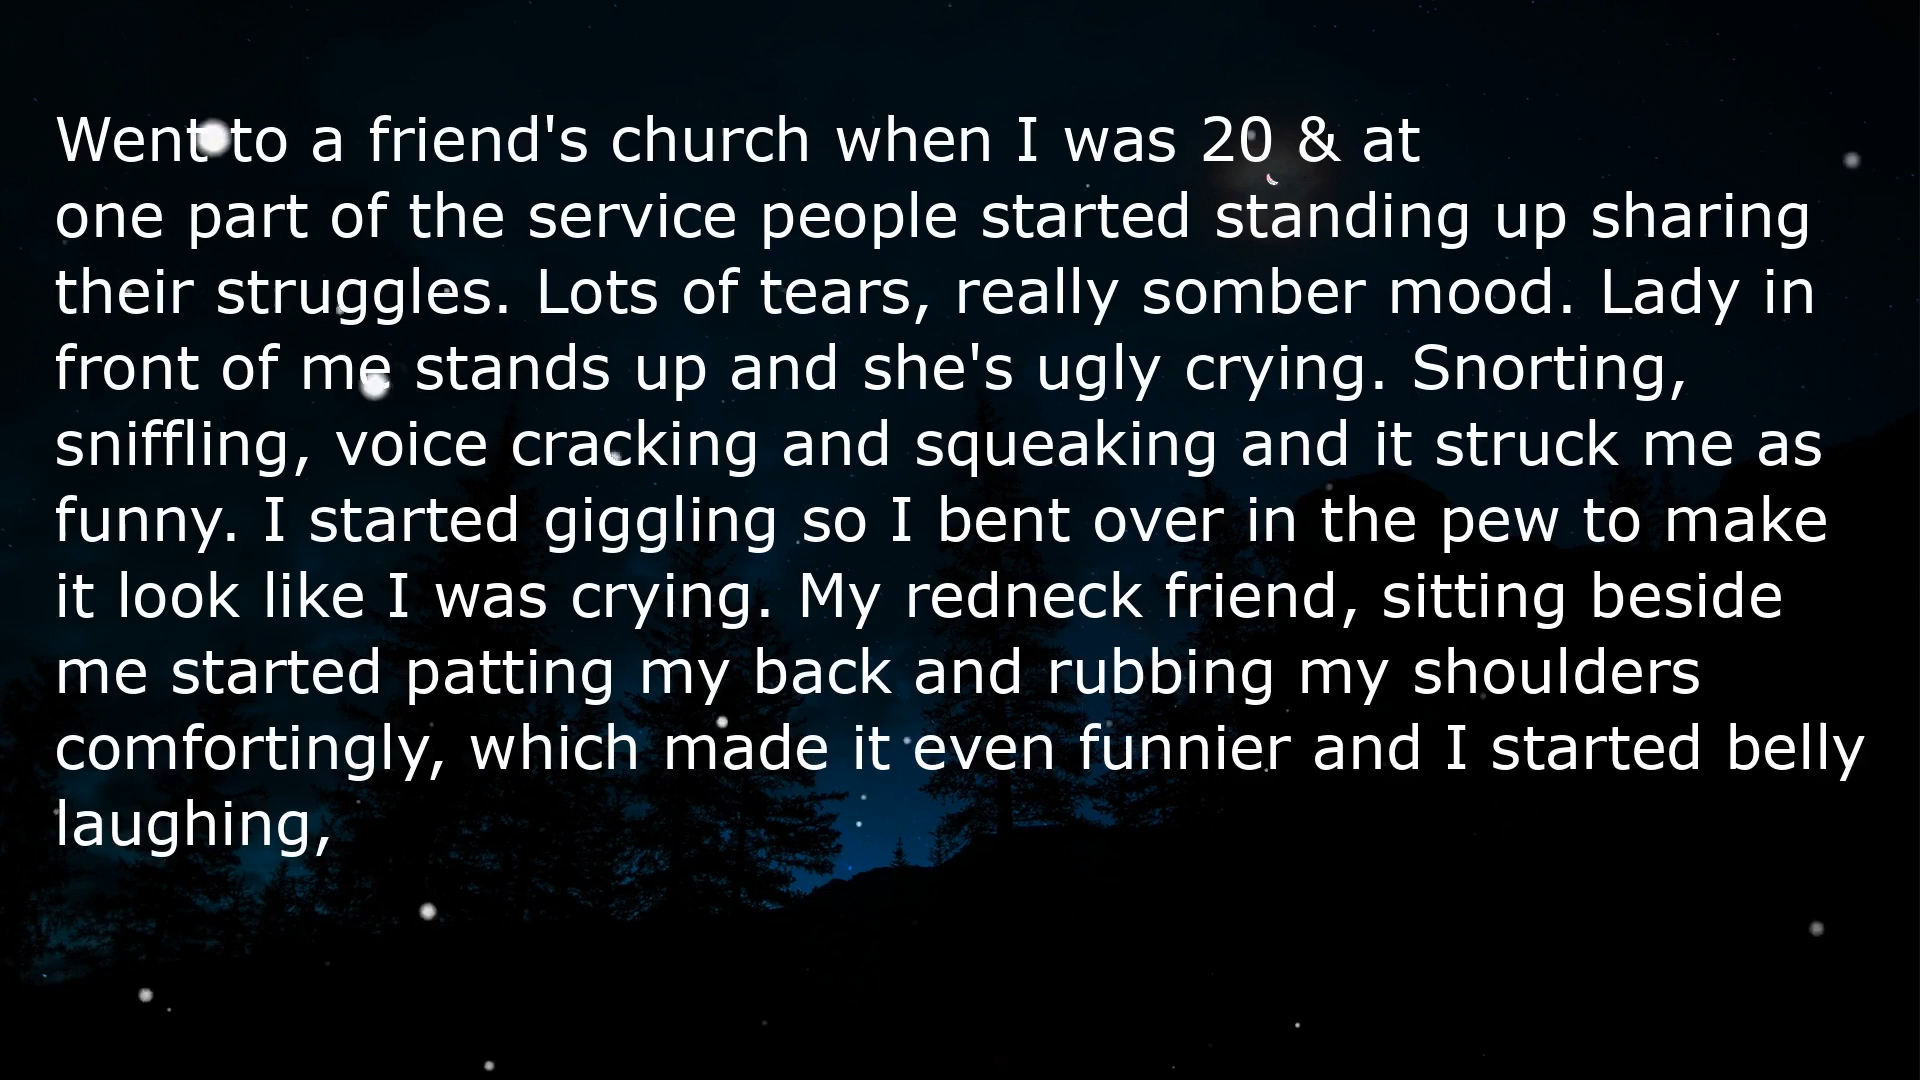 Went to a friend's church when I was 20 & at
one part of the service people started standing up sharing
their struggles. Lots of tears, really somber mood. Lady in
front of me stands up and she's ugly crying. Snorting,
sniffling, voice cracking and squeaking and it struck me as
funny. I started giggling so I bent over in the pew to make
it look like I was crying. My redneck friend, sitting beside
me started patting my back and rubbing my shoulders
comfortingly, which made it even funnier and I started belly
laughing,